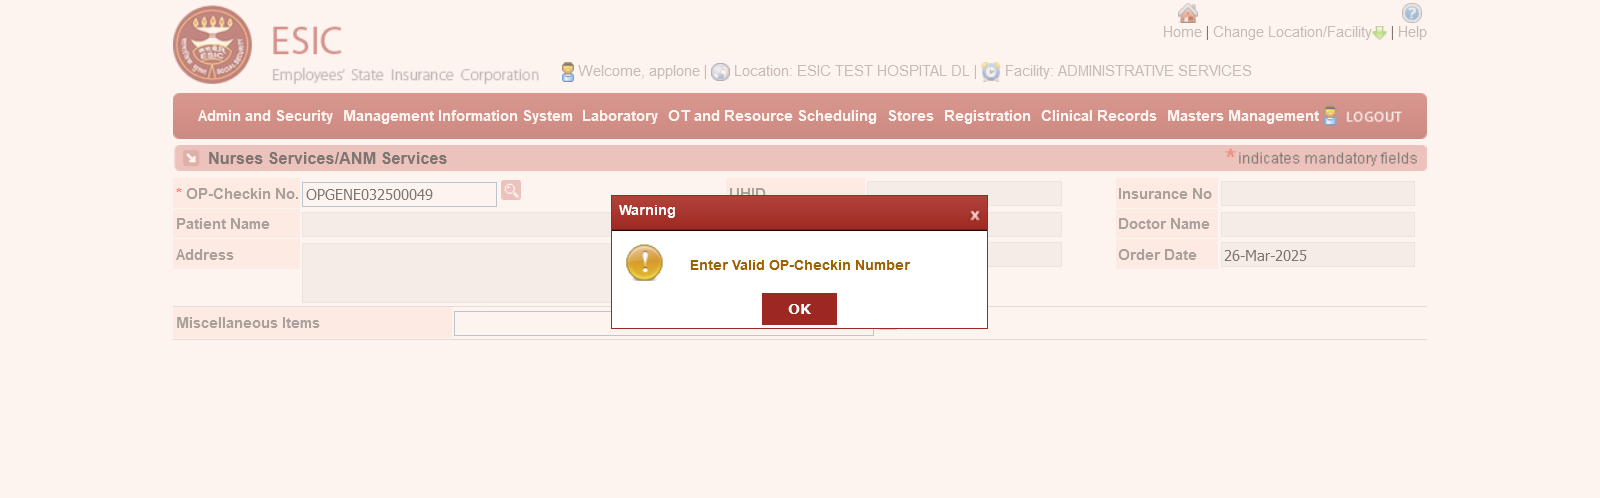 ESIC
Employees' State Insurance Corporation
Home | Change Location/Facility | Help
Welcome, applone | Location: ESIC TEST HOSPITAL DL | Facility: ADMINISTRATIVE SERVICES
Admin and Security Management Information System Laboratory OT and Resource Scheduling Stores Registration Clinical Records Masters Management LOGOUT
Nurses Services/ANM Services
* indicates mandatory fields
* OP-Checkin No. OPGENE032500049
UHID
Insurance No
Patient Name
Doctor Name
Address
Order Date 26-Mar-2025
Miscellaneous Items
Warning x
Enter Valid OP-Checkin Number
OK